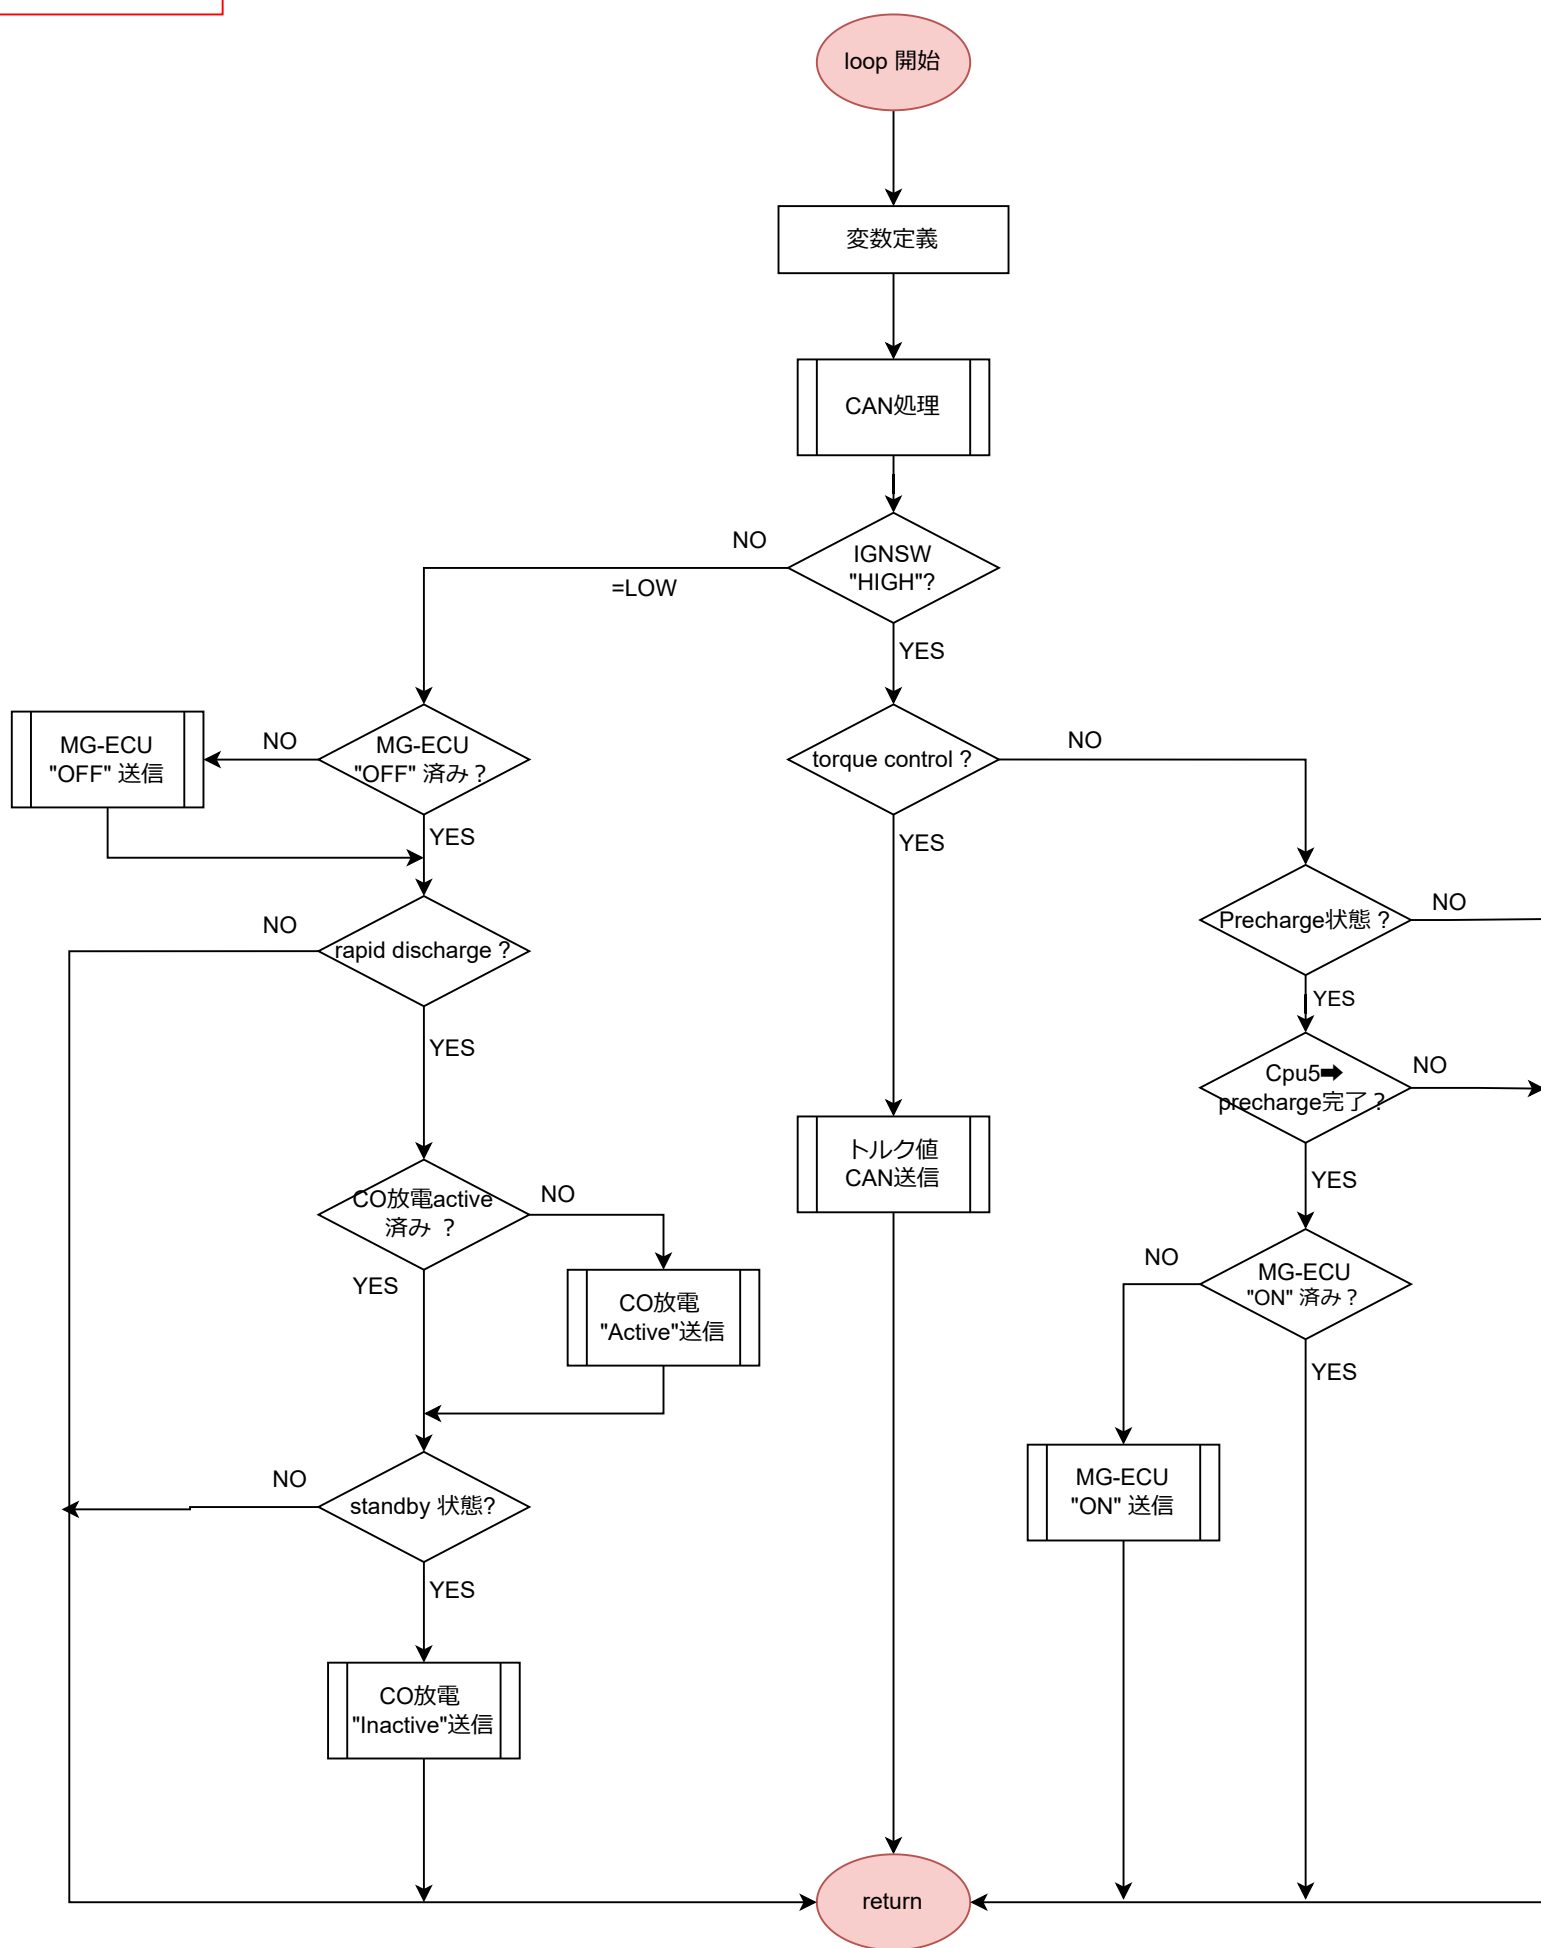 loop 開始
変数定義
CAN処理
IGNSW
"HIGH"?
NO
=LOW
YES
MG-ECU
"OFF" 済み？
NO
MG-ECU
"OFF" 送信
YES
rapid discharge ?
NO
YES
CO放電active
済み ？
NO
CO放電
"Active"送信
YES
standby 状態?
NO
YES
CO放電
"Inactive"送信
torque control ?
NO
YES
トルク値
CAN送信
Precharge状態 ?
NO
YES
Cpu5➡
precharge完了 ?
NO
YES
MG-ECU
"ON" 済み？
NO
YES
MG-ECU
"ON" 送信
return